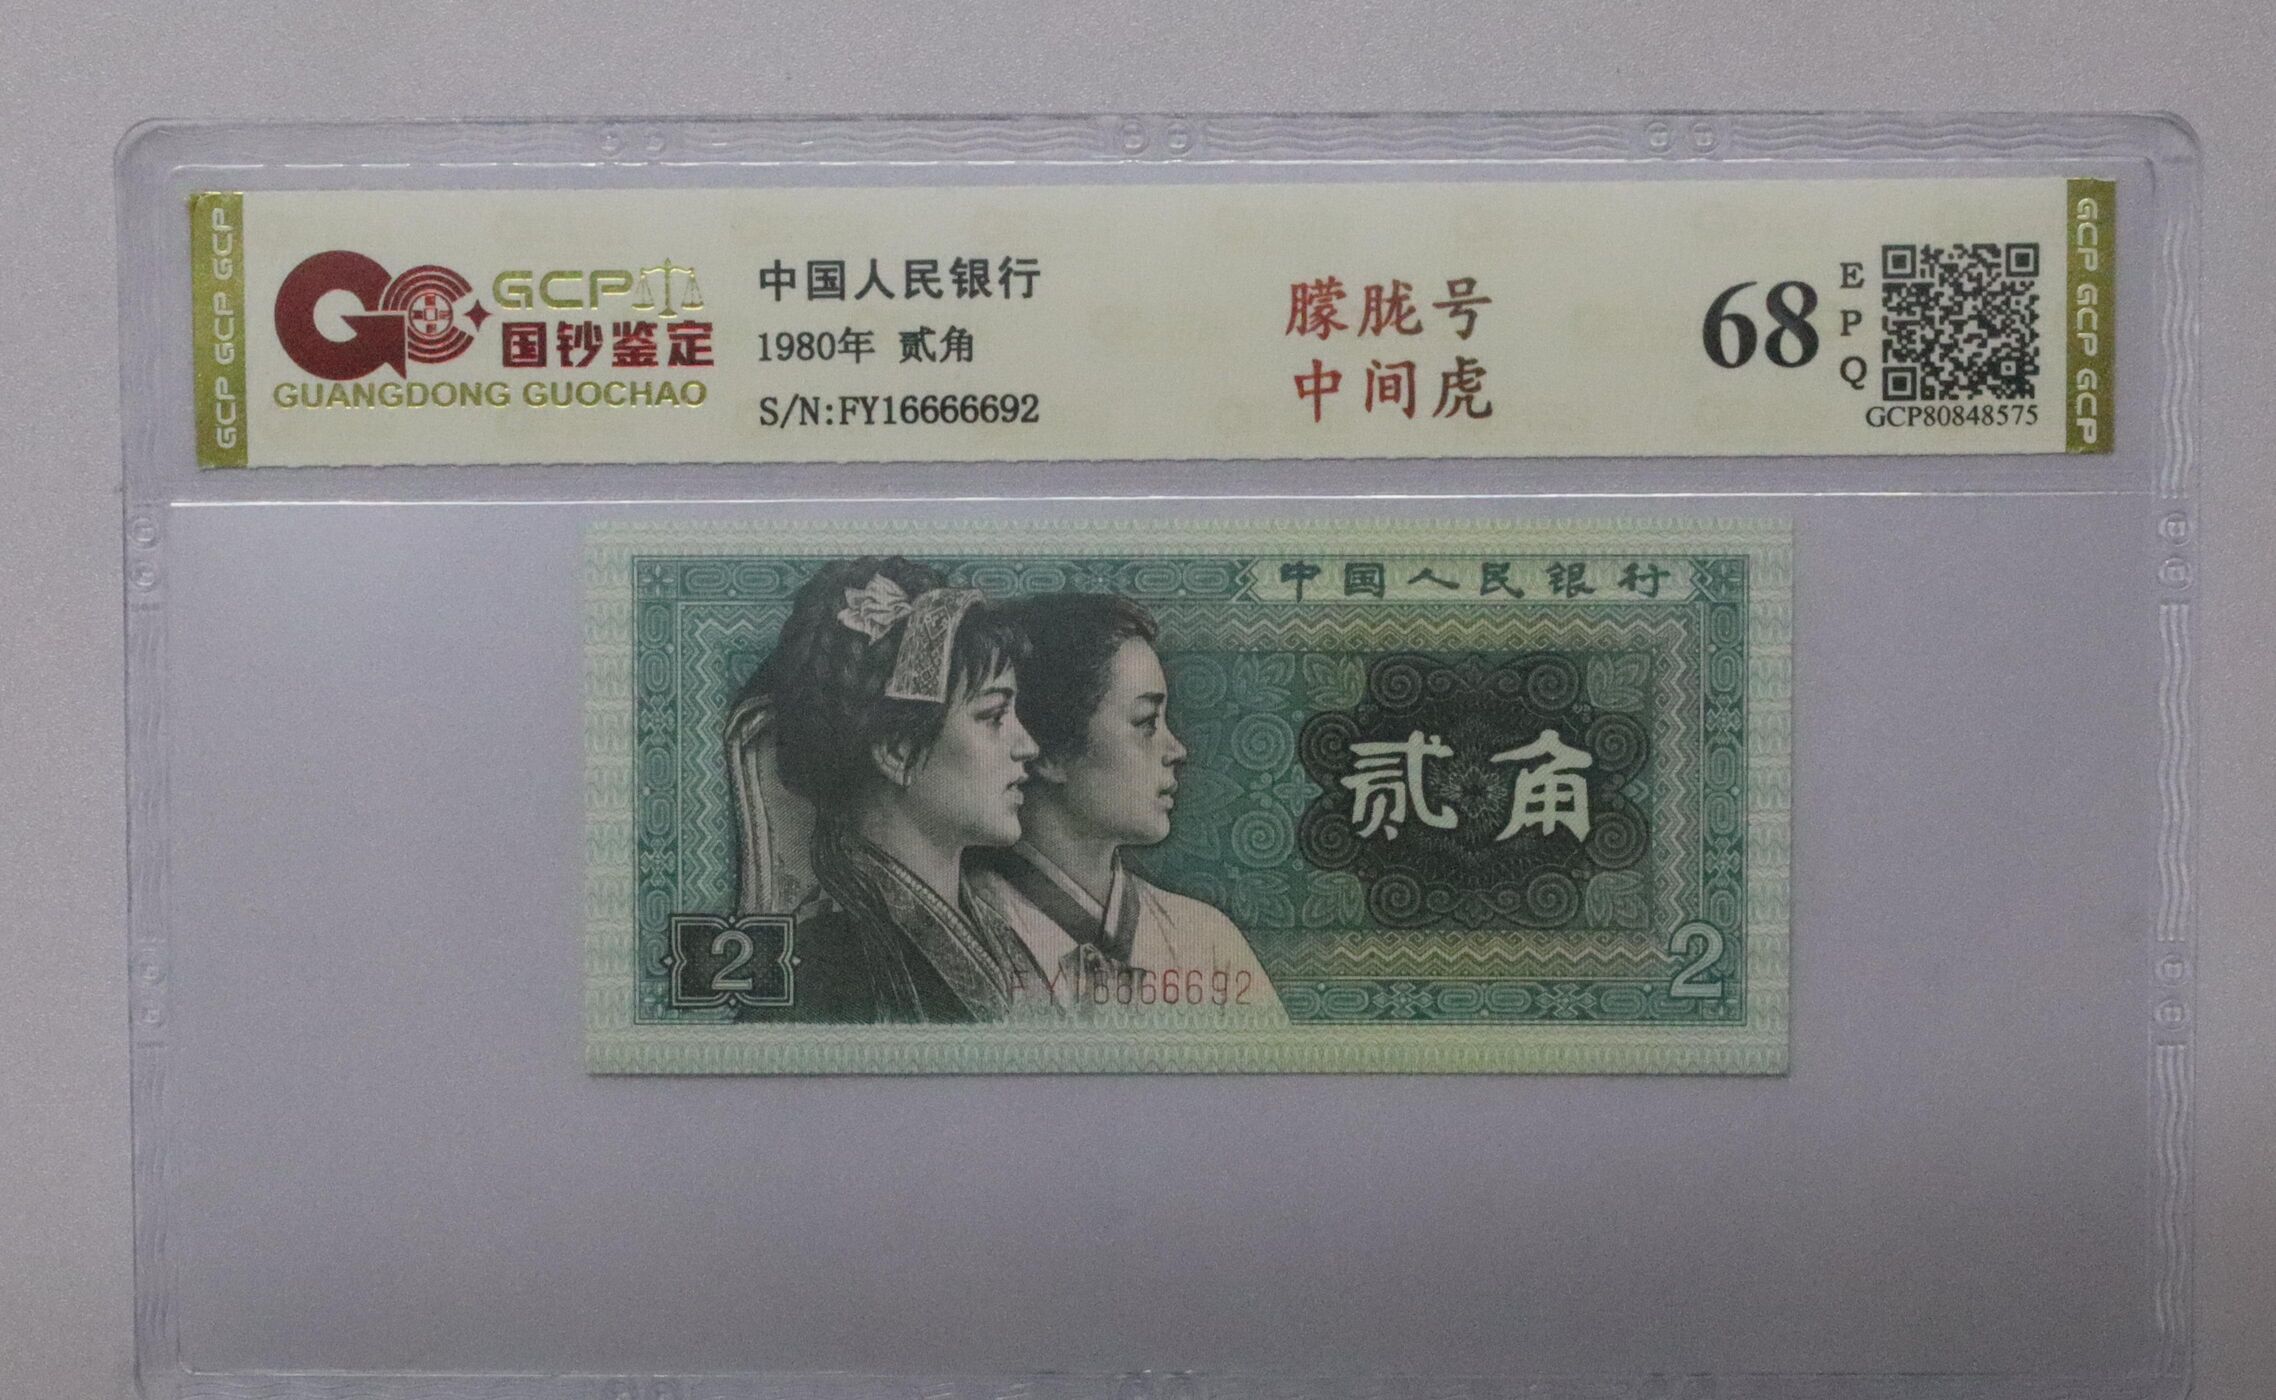 GCP GCP GCP
GCP
国钞鉴定
GUANGDONG GUOCHAO
中国人民银行
1980年 贰角
S/N:FY16666692
朦胧号
中间虎
68
E
P
Q
GCP80848575
GCP GCP GCP
中国人民银行
贰角
2
FY16666692
2